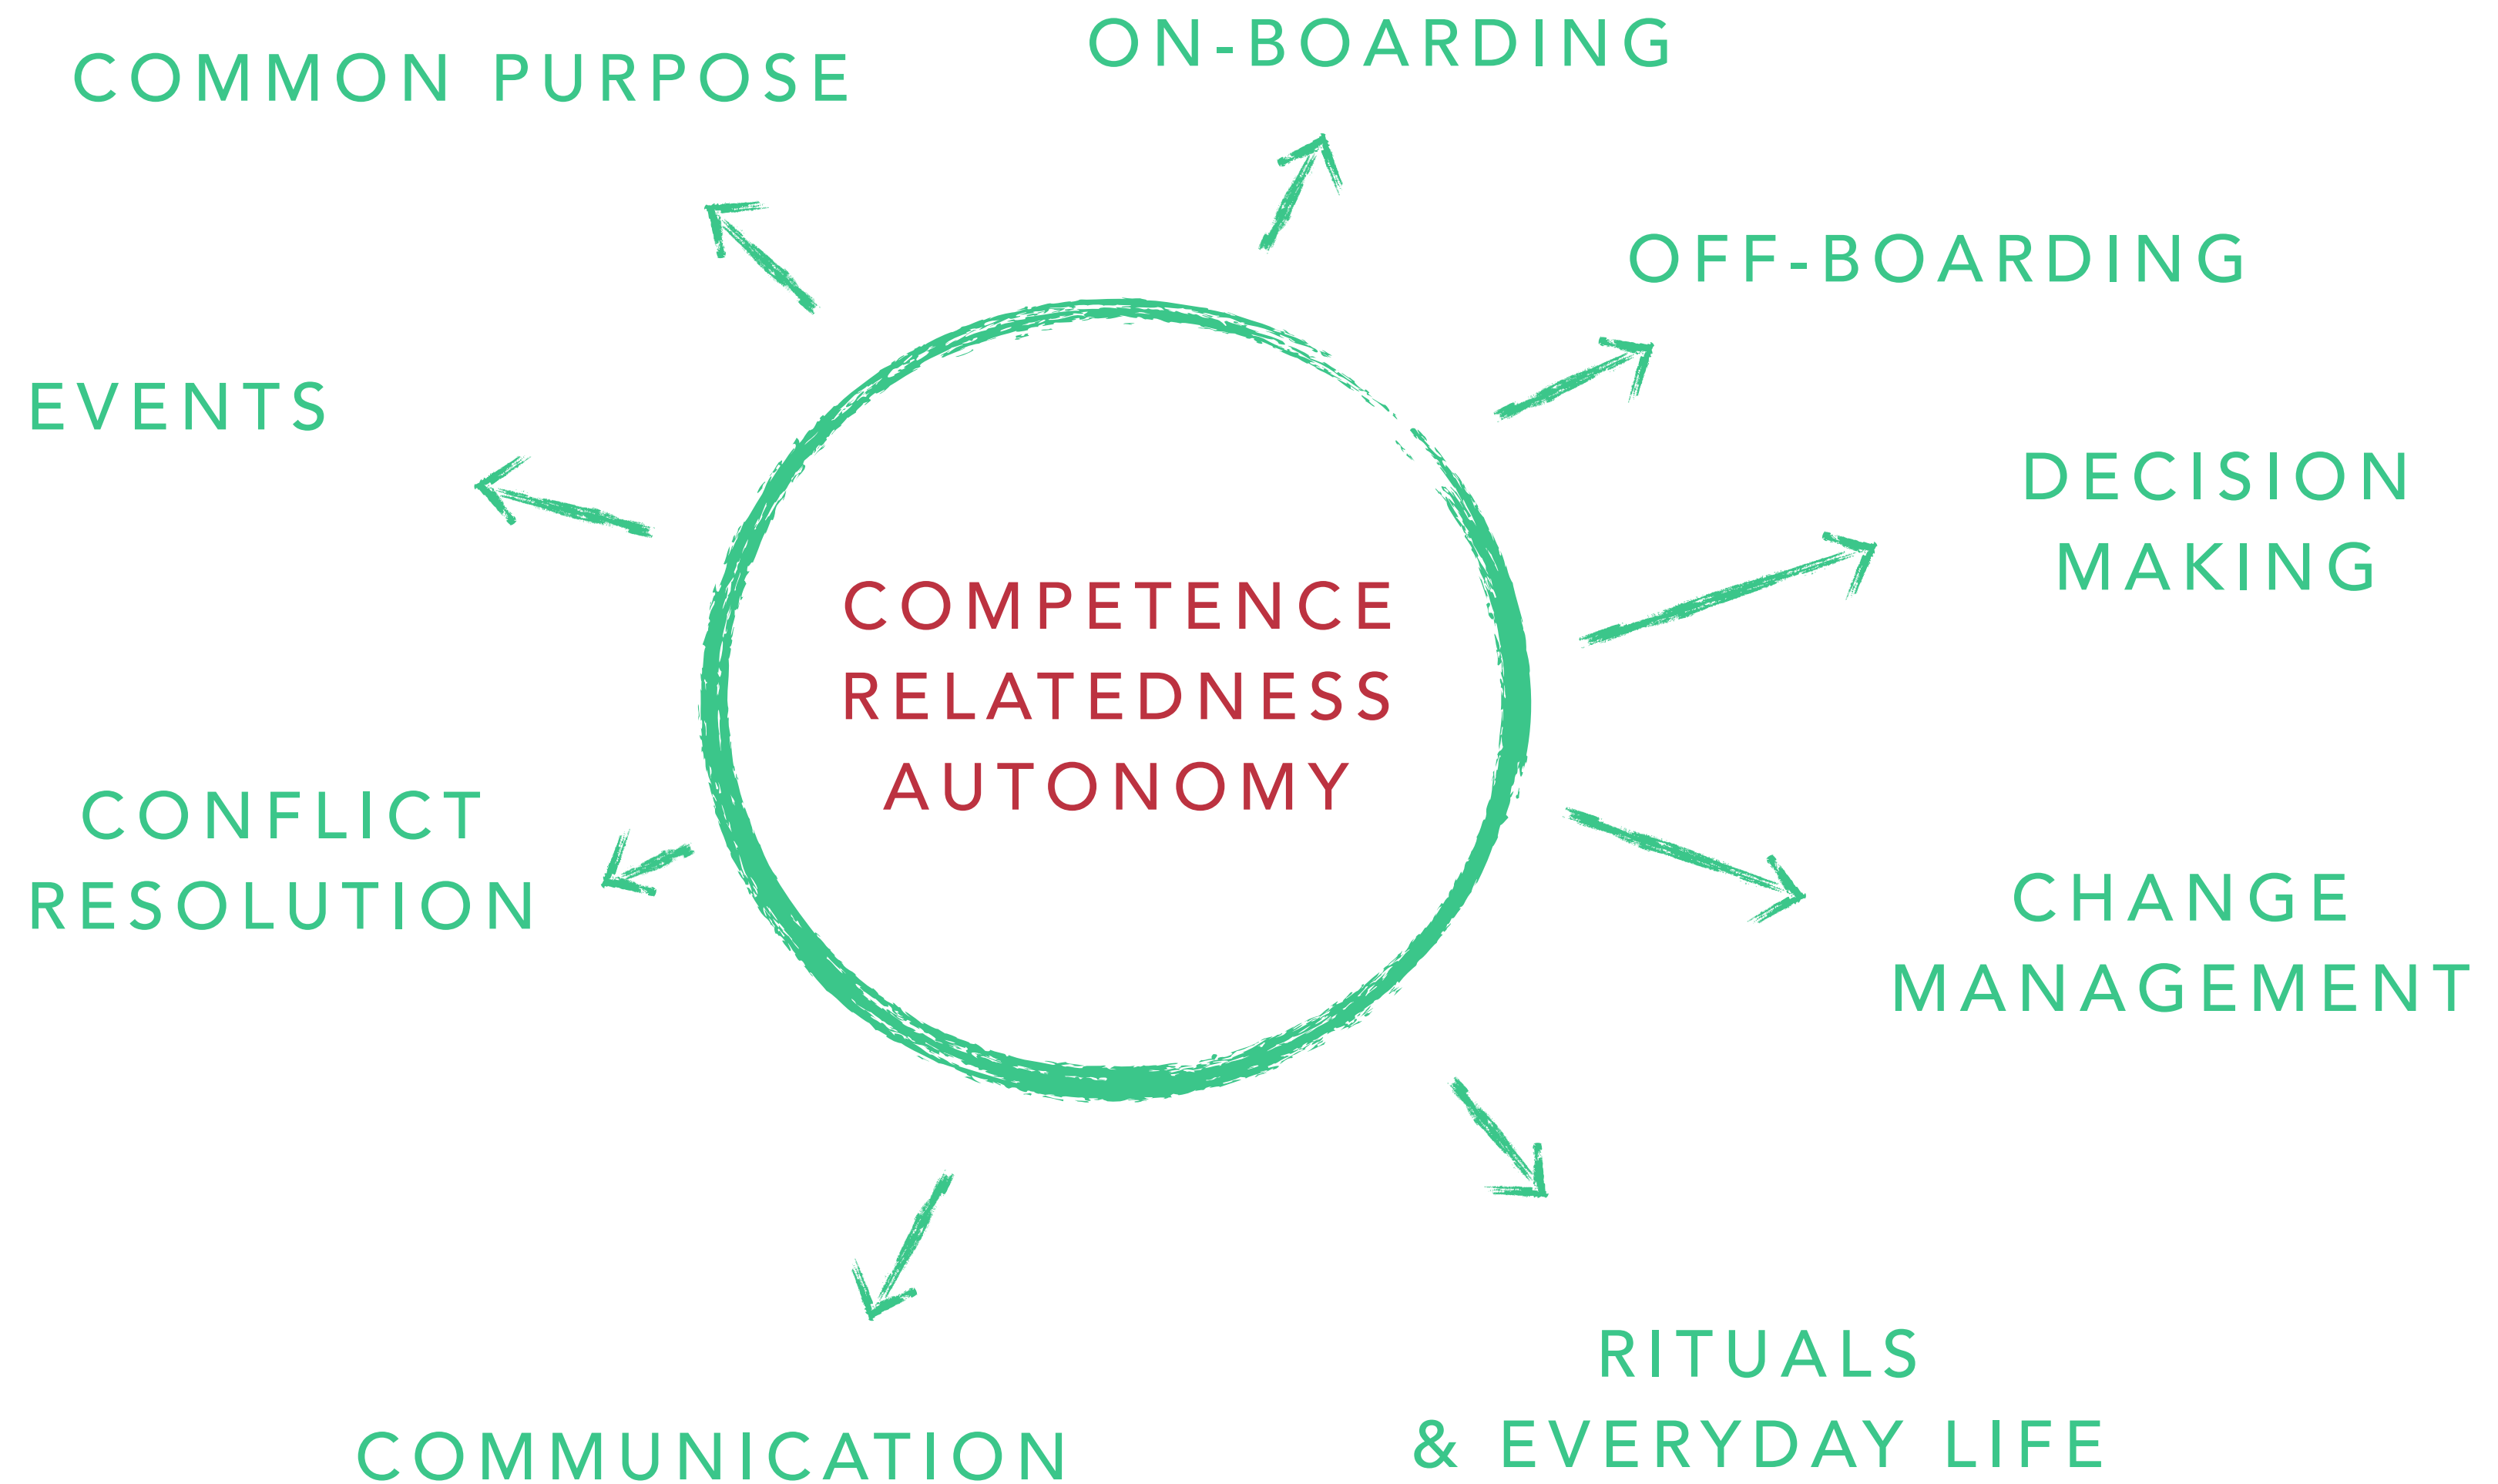 ON-BOARDING
COMMON PURPOSE
OFF-BOARDING
EVENTS
DECISION
MAKING
COMPETENCE
RELATEDNESS
AUTONOMY
CONFLICT
RESOLUTION
CHANGE
MANAGEMENT
RITUALS
& EVERYDAY LIFE
COMMUNICATION